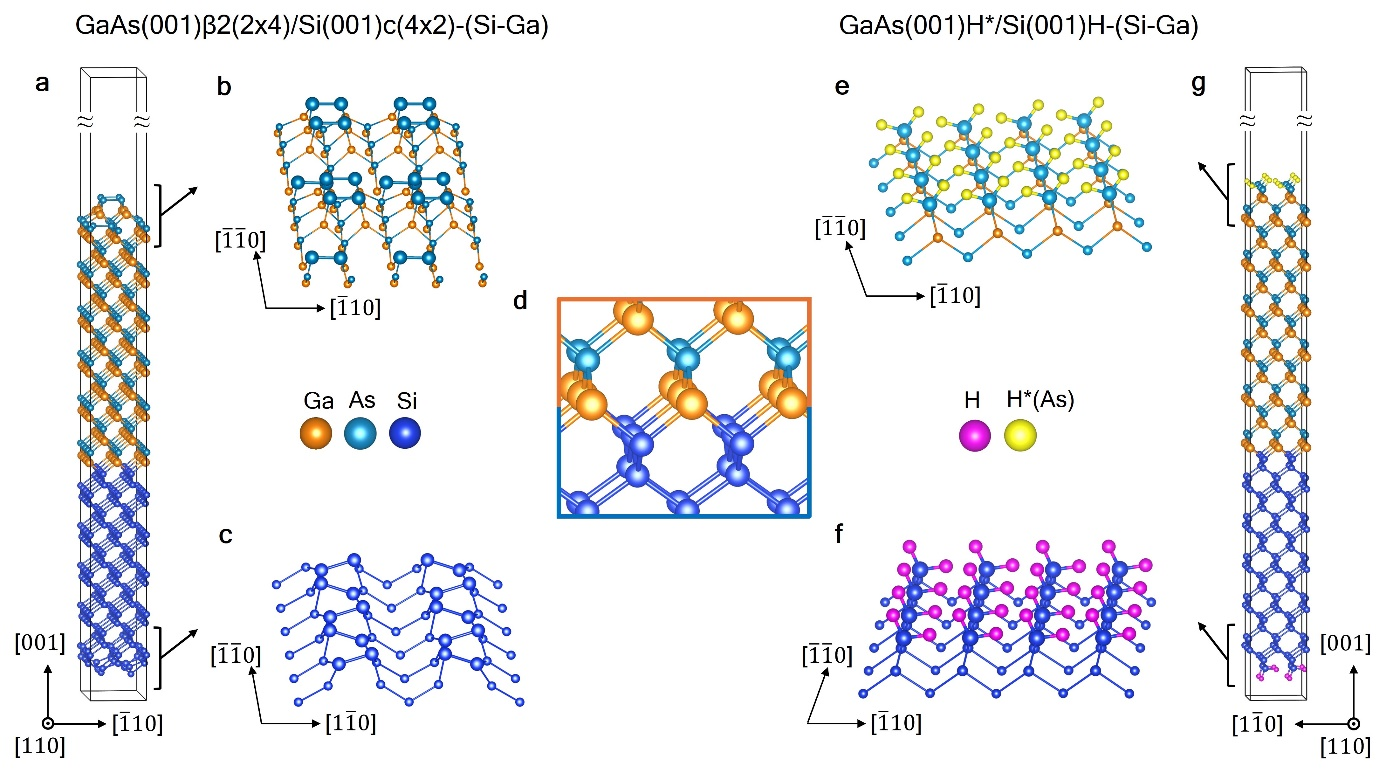 GaAs(001)β2(2x4)/Si(001)c(4x2)-(Si-Ga)
GaAs(001)H*/Si(001)H-(Si-Ga)
a
b
e
g
[1̅1̅0]
[1̅10]
[1̅1̅0]
[1̅10]
d
Ga As Si
H H*(As)
c
f
[001]
[110]
[1̅10]
[1̅1̅0]
[11̅0]
[1̅1̅0]
[1̅10]
[001]
[11̅0]
[110]